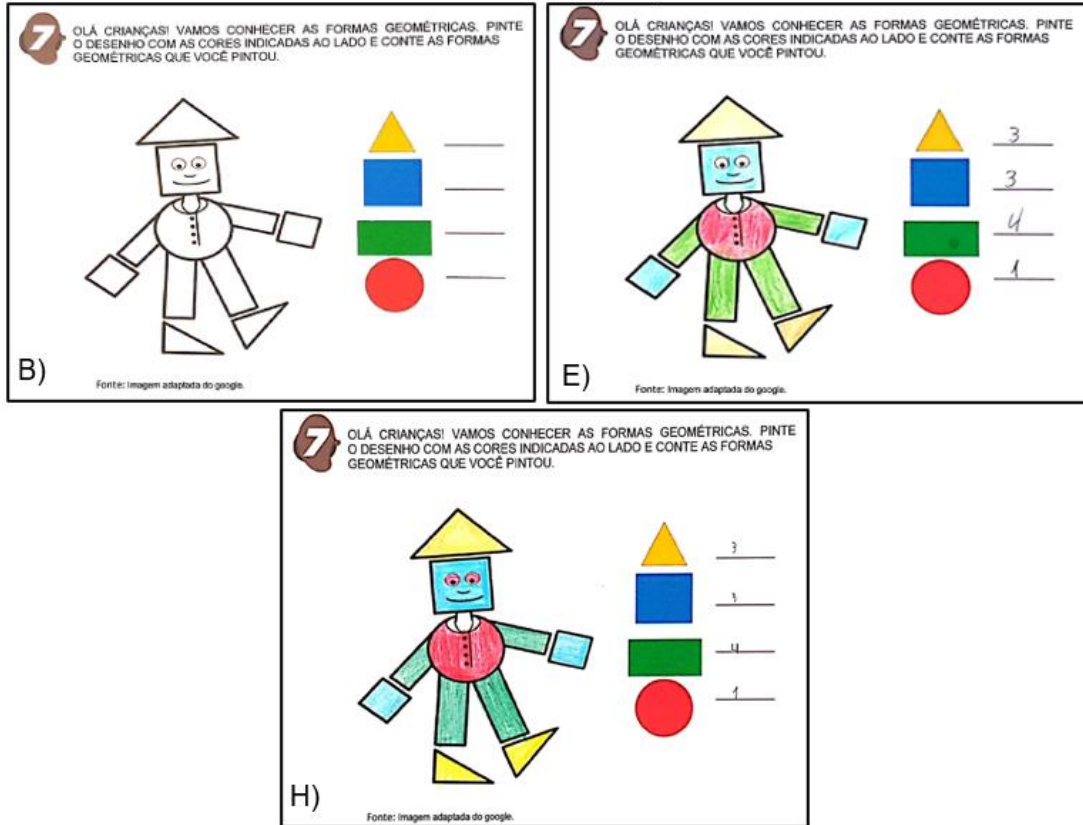 7
OLÁ CRIANÇAS! VAMOS CONHECER AS FORMAS GEOMÉTRICAS. PINTE
O DESENHO COM AS CORES INDICADAS AO LADO E CONTE AS FORMAS
GEOMÉTRICAS QUE VOCÊ PINTOU.
B)
Fonte: Imagem adaptada do google.
7
OLÁ CRIANÇAS! VAMOS CONHECER AS FORMAS GEOMÉTRICAS. PINTE
O DESENHO COM AS CORES INDICADAS AO LADO E CONTE AS FORMAS
GEOMÉTRICAS QUE VOCÊ PINTOU.
3
3
4
1
E)
Fonte: Imagem adaptada do google.
7
OLÁ CRIANÇAS! VAMOS CONHECER AS FORMAS GEOMÉTRICAS. PINTE
O DESENHO COM AS CORES INDICADAS AO LADO E CONTE AS FORMAS
GEOMÉTRICAS QUE VOCÊ PINTOU.
3
3
4
1
H)
Fonte: Imagem adaptada do google.